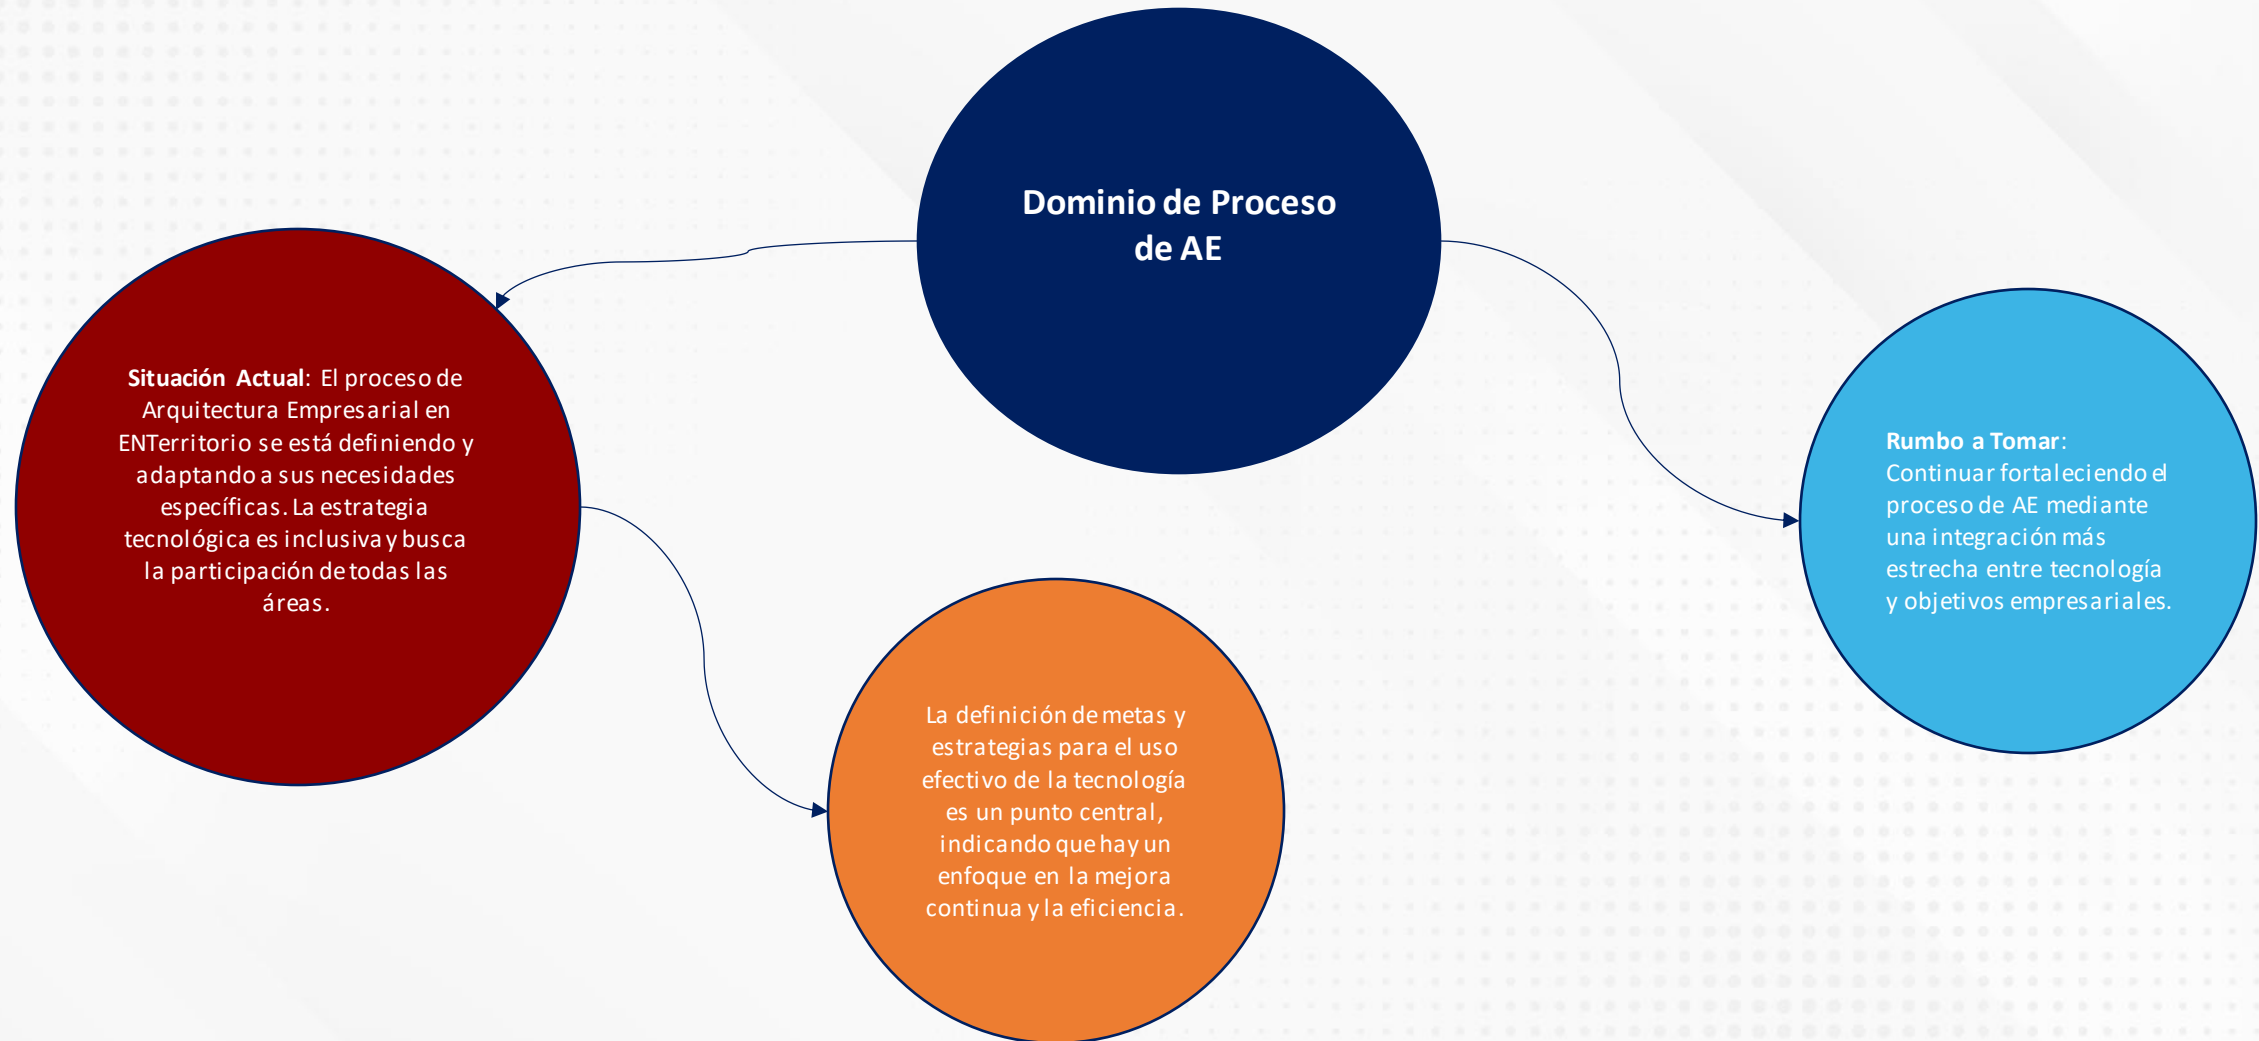 Dominio de Proceso
de AE
Situación Actual: El proceso de
Arquitectura Empresarial en
ENTerritorio se está definiendo y
adaptando a sus necesidades
específicas. La estrategia
tecnológica es inclusiva y busca
la participación de todas las
áreas.
La definición de metas y
estrategias para el uso
efectivo de la tecnología
es un punto central,
indicando que hay un
enfoque en la mejora
continua y la eficiencia.
Rumbo a Tomar:
Continuar fortaleciendo el
proceso de AE mediante
una integración más
estrecha entre tecnología
y objetivos empresariales.